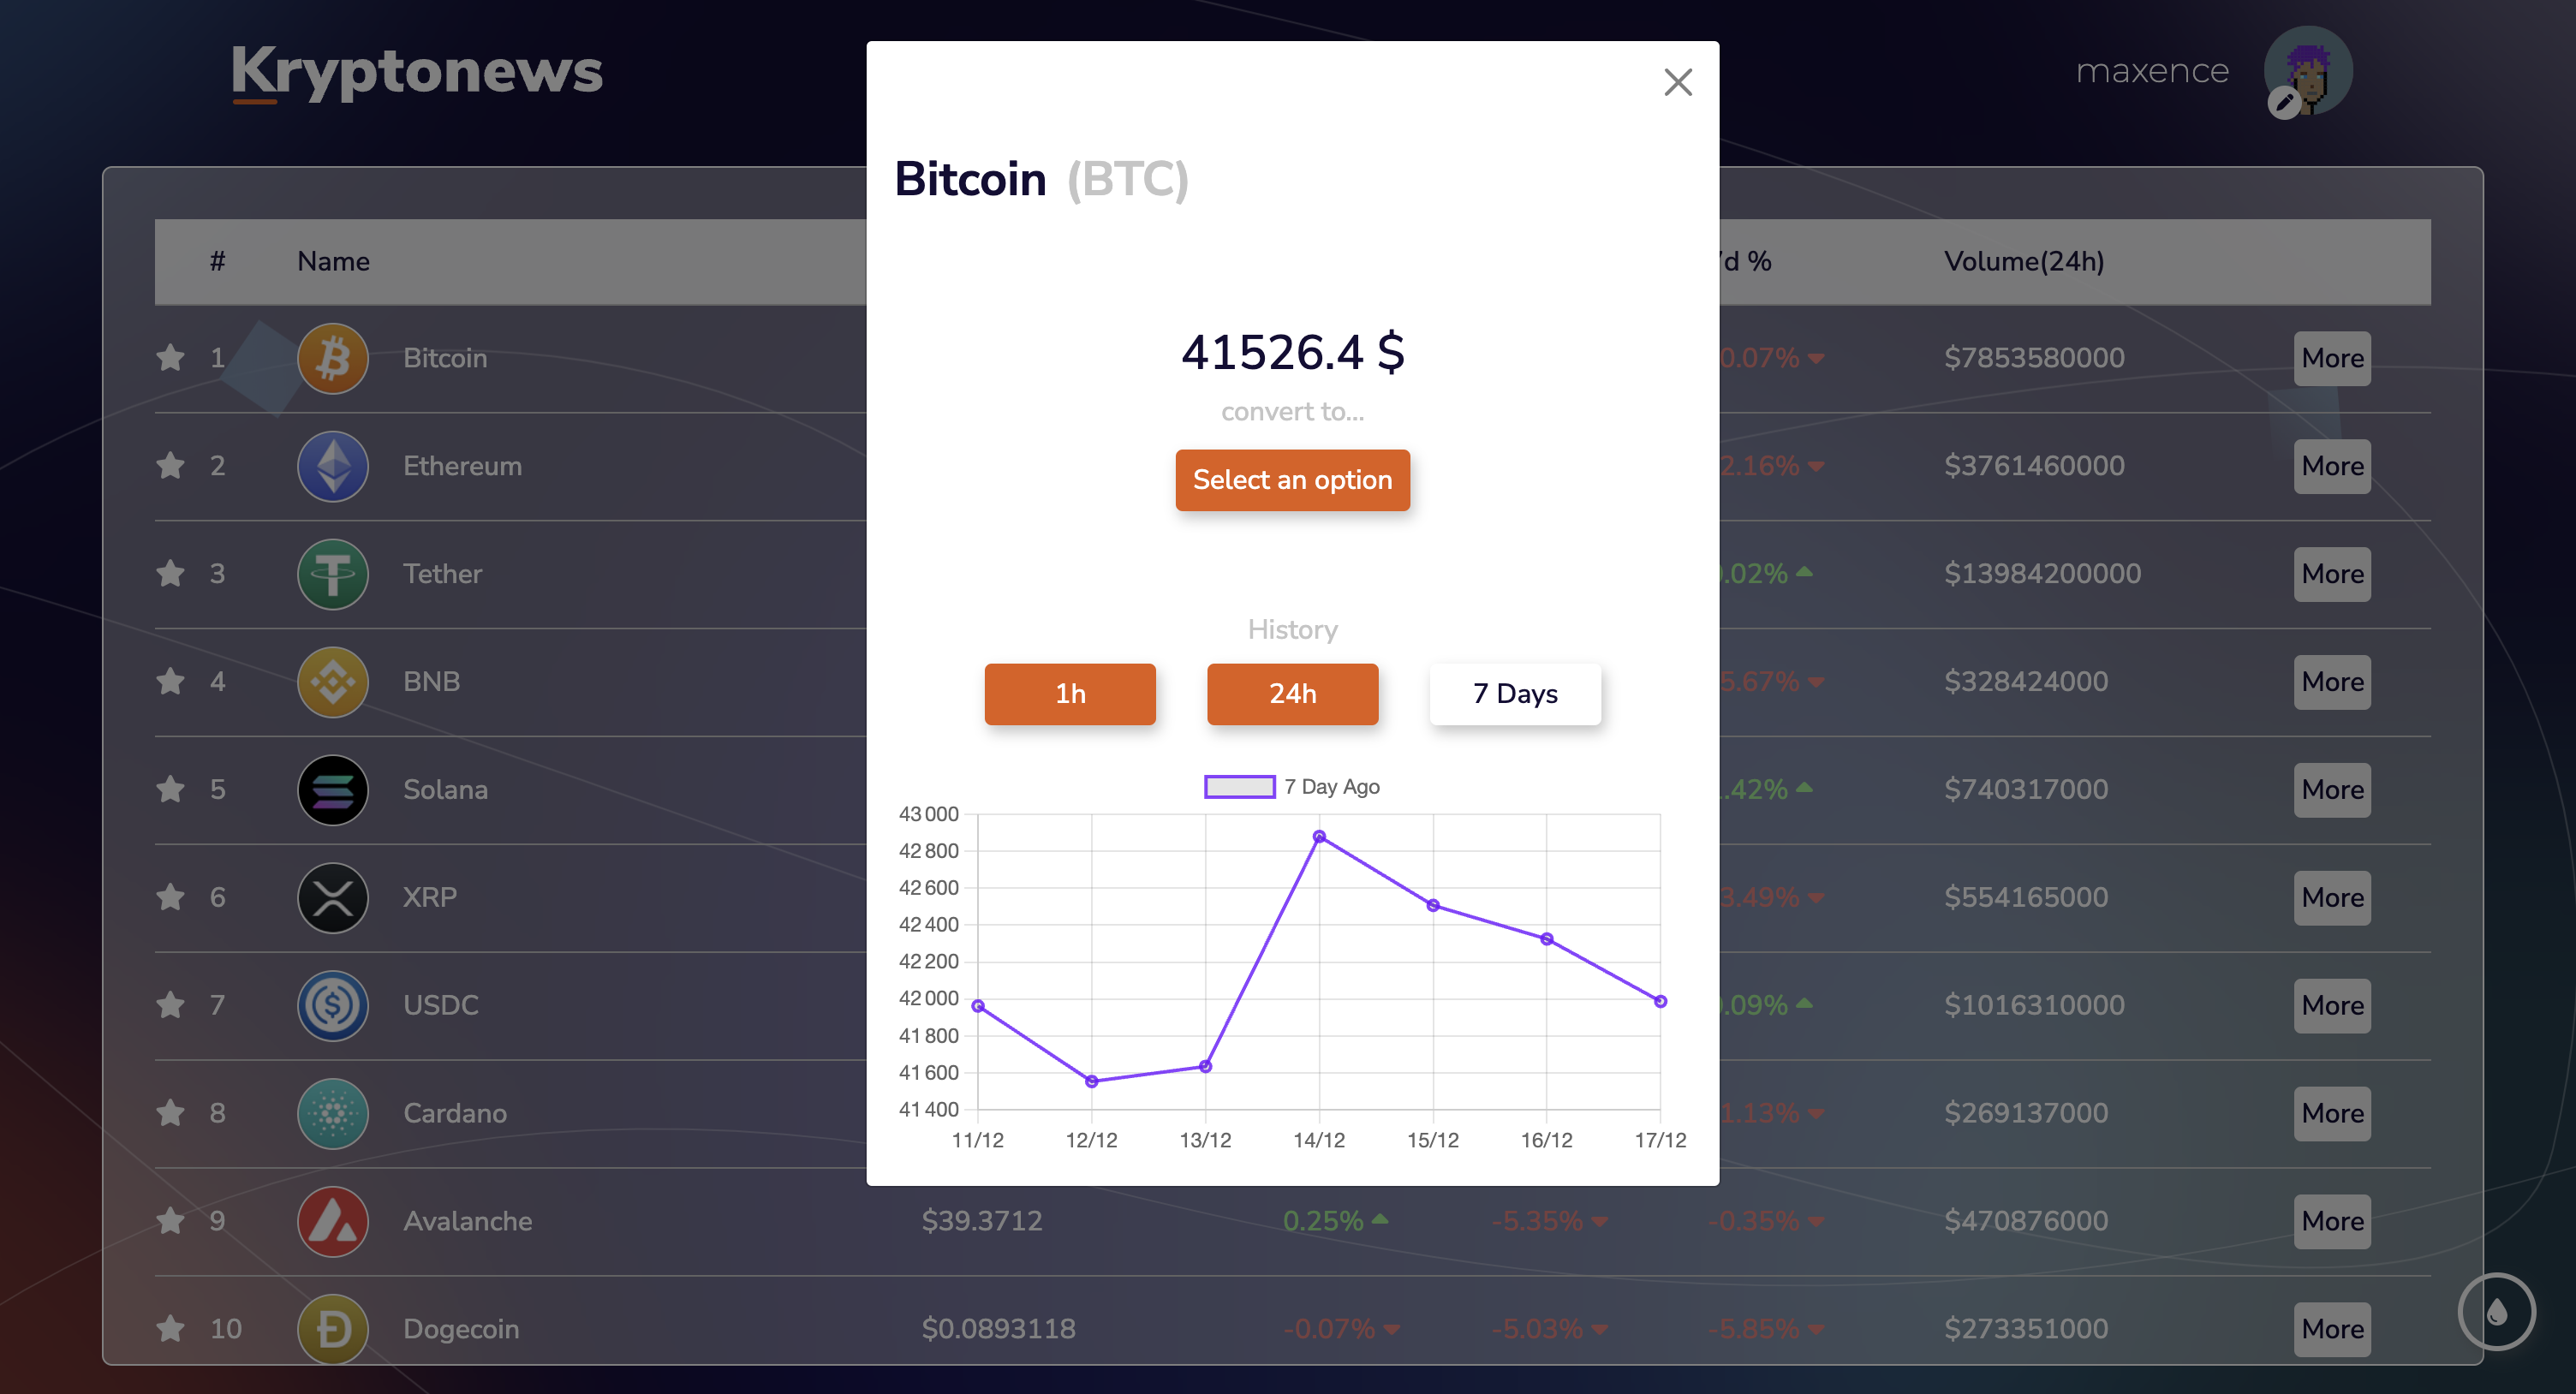 Kryptonews
maxence
# Name d % Volume(24h)
1 Bitcoin 0.07% $7853580000 More
2 Ethereum 2.16% $3761460000 More
3 Tether .02% $13984200000 More
4 BNB 5.67% $328424000 More
5 Solana .42% $740317000 More
6 XRP 3.49% $554165000 More
7 USDC .09% $1016310000 More
8 Cardano 1.13% $269137000 More
9 Avalanche $39.3712 0.25% -5.35% -0.35% $470876000 More
10 Dogecoin $0.0893118 -0.07% -5.03% -5.85% $273351000 More
Bitcoin (BTC)
41526.4 $
convert to...
Select an option
History
1h 24h 7 Days
7 Day Ago
43 000
42 800
42 600
42 400
42 200
42 000
41 800
41 600
41 400
11/12 12/12 13/12 14/12 15/12 16/12 17/12